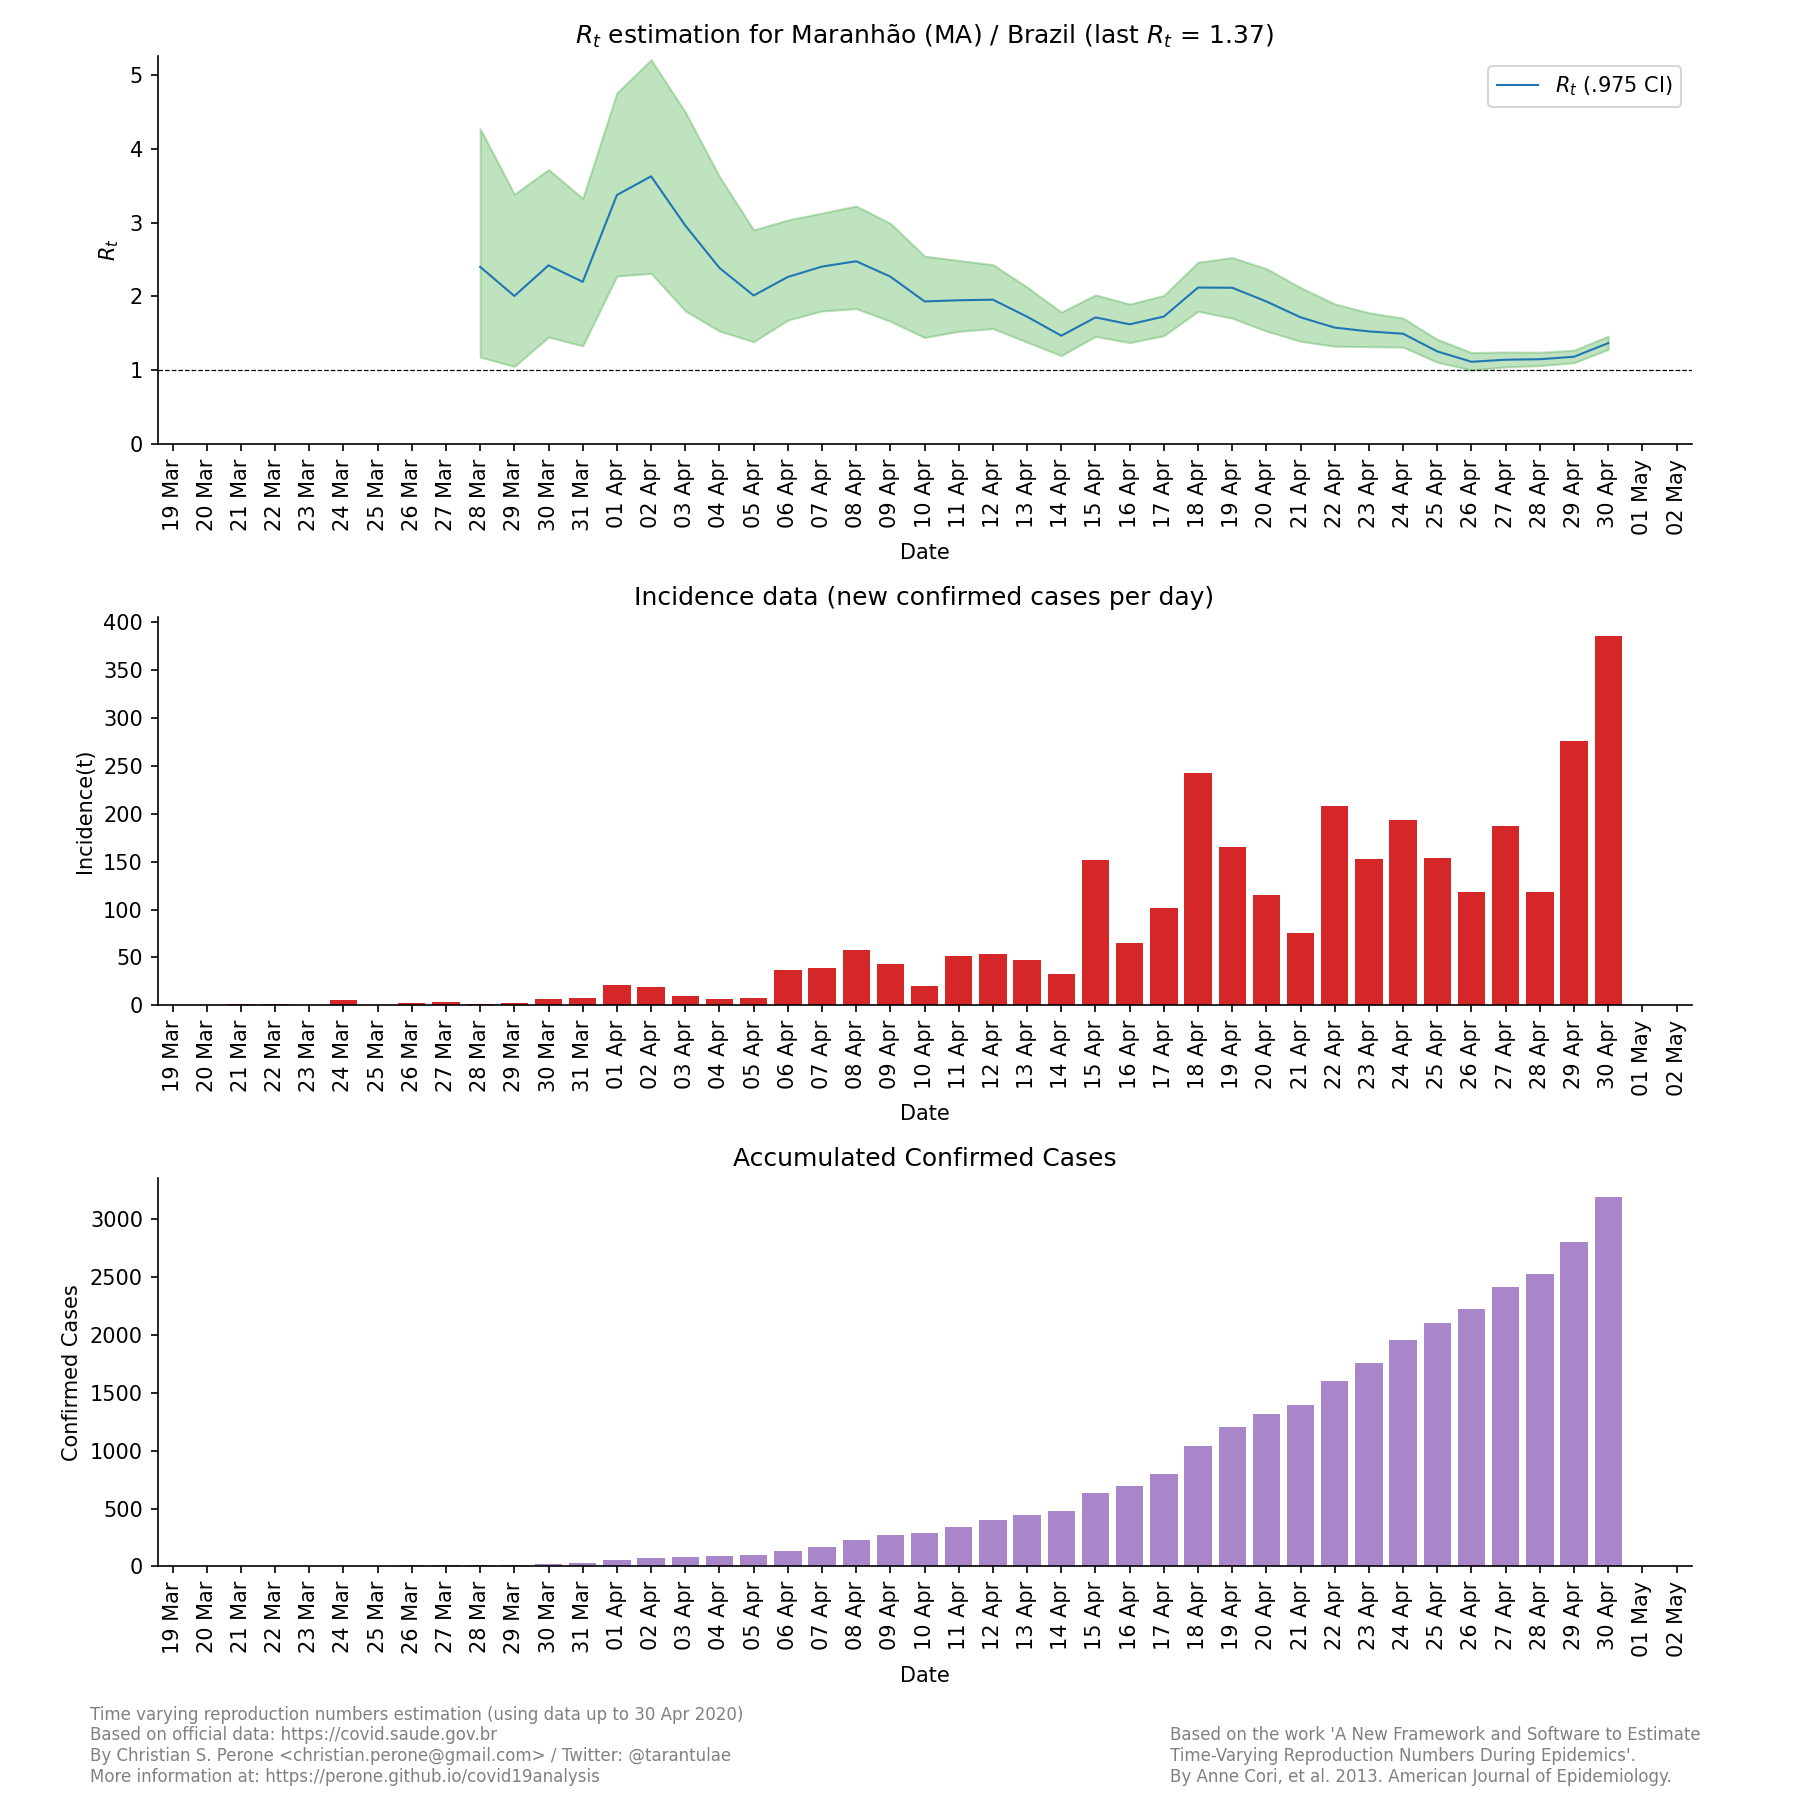 Rt estimation for Maranhão (MA) / Brazil (last Rt = 1.37)
Rt (.975 CI)
Rt
5
4
3
2
1
0
19 Mar 20 Mar 21 Mar 22 Mar 23 Mar 24 Mar 25 Mar 26 Mar 27 Mar 28 Mar 29 Mar 30 Mar 31 Mar 01 Apr 02 Apr 03 Apr 04 Apr 05 Apr 06 Apr 07 Apr 08 Apr 09 Apr 10 Apr 11 Apr 12 Apr 13 Apr 14 Apr 15 Apr 16 Apr 17 Apr 18 Apr 19 Apr 20 Apr 21 Apr 22 Apr 23 Apr 24 Apr 25 Apr 26 Apr 27 Apr 28 Apr 29 Apr 30 Apr 01 May 02 May
Date
Incidence data (new confirmed cases per day)
Incidence(t)
400
350
300
250
200
150
100
50
0
19 Mar 20 Mar 21 Mar 22 Mar 23 Mar 24 Mar 25 Mar 26 Mar 27 Mar 28 Mar 29 Mar 30 Mar 31 Mar 01 Apr 02 Apr 03 Apr 04 Apr 05 Apr 06 Apr 07 Apr 08 Apr 09 Apr 10 Apr 11 Apr 12 Apr 13 Apr 14 Apr 15 Apr 16 Apr 17 Apr 18 Apr 19 Apr 20 Apr 21 Apr 22 Apr 23 Apr 24 Apr 25 Apr 26 Apr 27 Apr 28 Apr 29 Apr 30 Apr 01 May 02 May
Date
Accumulated Confirmed Cases
Confirmed Cases
3000
2500
2000
1500
1000
500
0
19 Mar 20 Mar 21 Mar 22 Mar 23 Mar 24 Mar 25 Mar 26 Mar 27 Mar 28 Mar 29 Mar 30 Mar 31 Mar 01 Apr 02 Apr 03 Apr 04 Apr 05 Apr 06 Apr 07 Apr 08 Apr 09 Apr 10 Apr 11 Apr 12 Apr 13 Apr 14 Apr 15 Apr 16 Apr 17 Apr 18 Apr 19 Apr 20 Apr 21 Apr 22 Apr 23 Apr 24 Apr 25 Apr 26 Apr 27 Apr 28 Apr 29 Apr 30 Apr 01 May 02 May
Date
Time varying reproduction numbers estimation (using data up to 30 Apr 2020)
Based on official data: https://covid.saude.gov.br
By Christian S. Perone <christian.perone@gmail.com> / Twitter: @tarantulae
More information at: https://perone.github.io/covid19analysis
Based on the work 'A New Framework and Software to Estimate
Time-Varying Reproduction Numbers During Epidemics'.
By Anne Cori, et al. 2013. American Journal of Epidemiology.